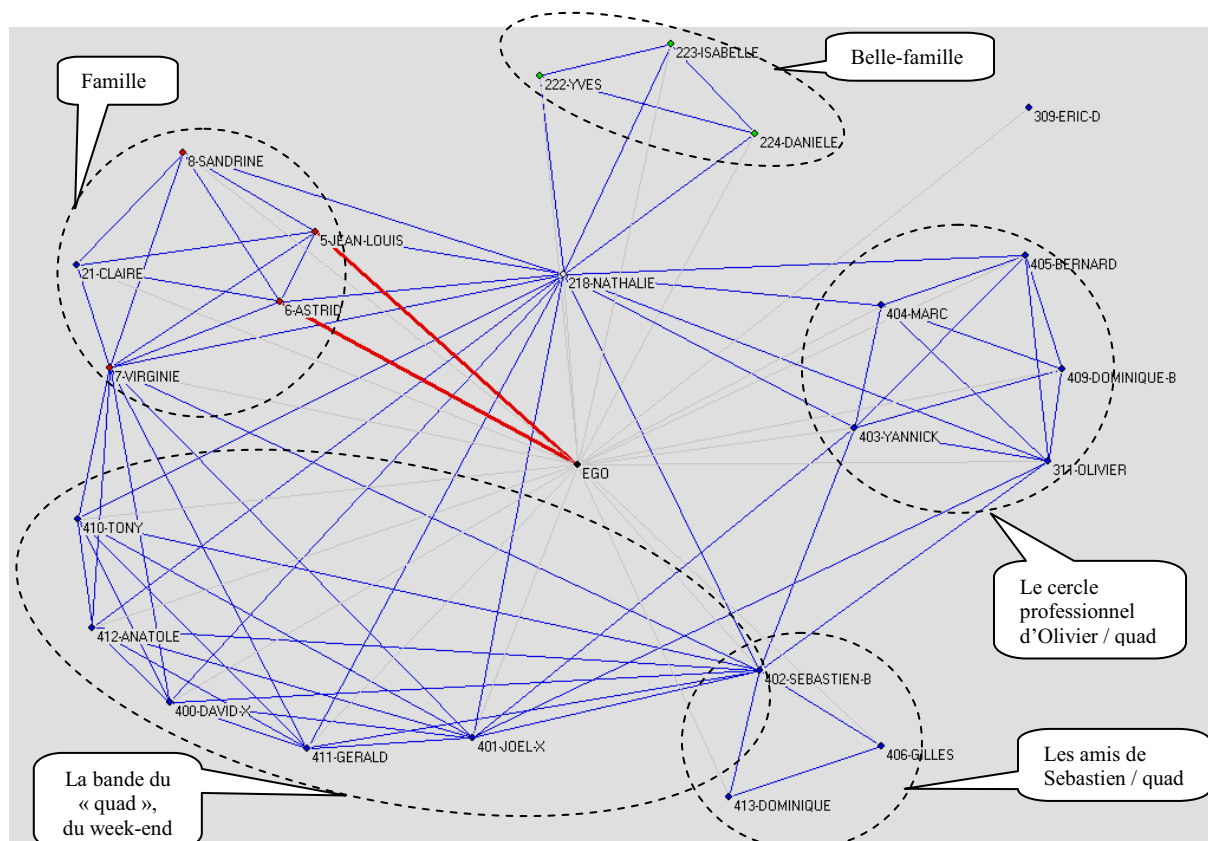 223-ISABELLE
Belle-famille
222-YVES
Famille
309-ERIC-D
224-DANIELE
8-SANDRINE
5-JEAN-LOUIS
405-BERNARD
21-CLAIRE
218-NATHALIE
6-ASTRID
404-MARC
7-VIRGINIE
409-DOMINIQUE-B
403-YANNICK
EGO
311-OLIVIER
410-TONY
Le cercle
professionnel
d'Olivier / quad
412-ANATOLE
402-SEBASTIEN-B
400-DAVID-X
401-JOEL-X
411-GERALD
406-GILLES
Les amis de
Sebastien / quad
La bande du
« quad »,
du week-end
413-DOMINIQUE